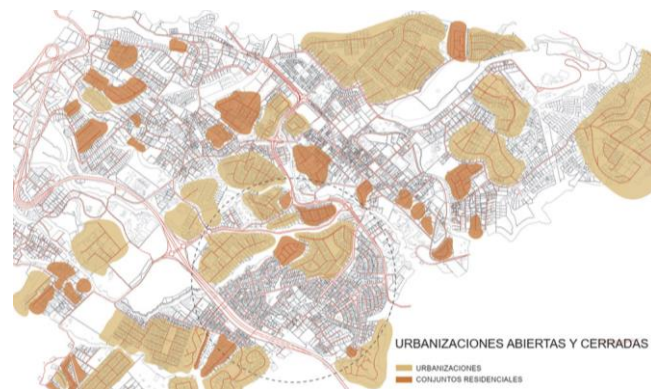 URBANIZACIONES ABIERTAS Y CERRADAS
URBANIZACIONES
CONJUNTOS RESIDENCIALES